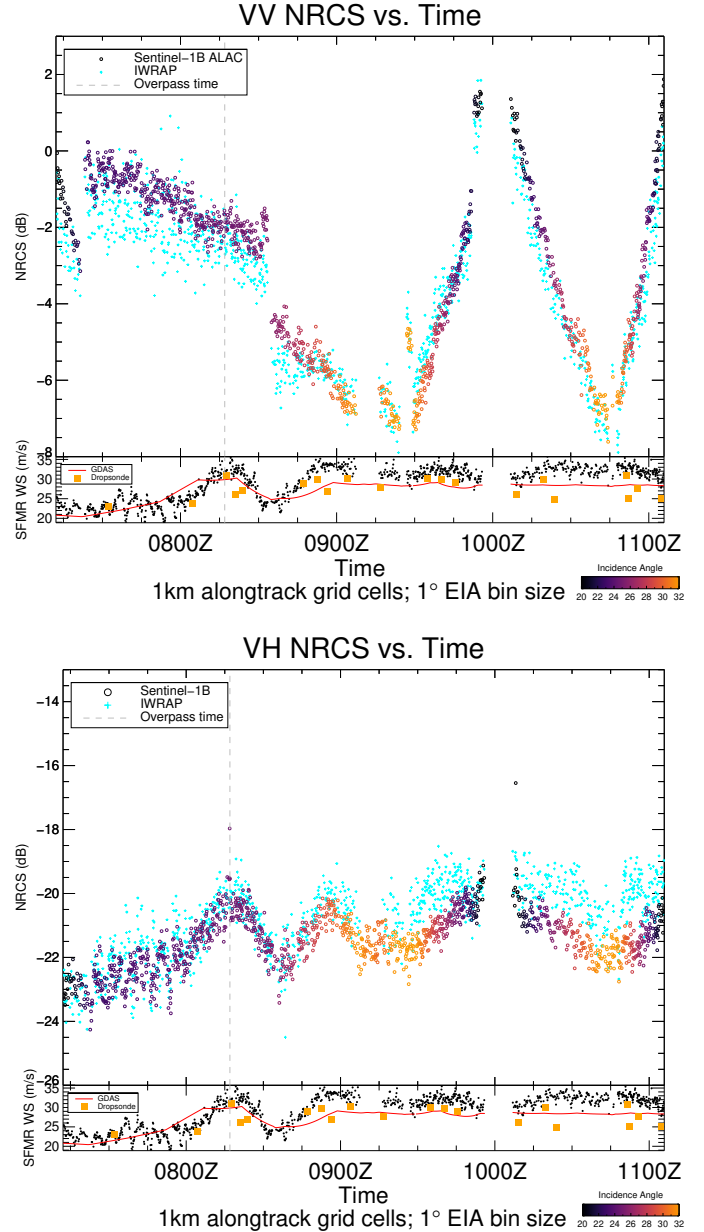 VV NRCS vs. Time
Sentinel-1B ALAC
IWRAP
Overpass time
2
0
-2
-4
-6
-8
NRCS (dB)
35
30
25
20
SFMR WS (m/s)
GDAS
Dropsonde
0800Z 0900Z 1000Z 1100Z
Time
1km alongtrack grid cells; 1° EIA bin size
Incidence Angle
20 22 24 26 28 30 32
VH NRCS vs. Time
Sentinel-1B
IWRAP
Overpass time
-14
-16
-18
-20
-22
-24
-26
NRCS (dB)
35
30
25
20
SFMR WS (m/s)
GDAS
Dropsonde
0800Z 0900Z 1000Z 1100Z
Time
1km alongtrack grid cells; 1° EIA bin size
Incidence Angle
20 22 24 26 28 30 32